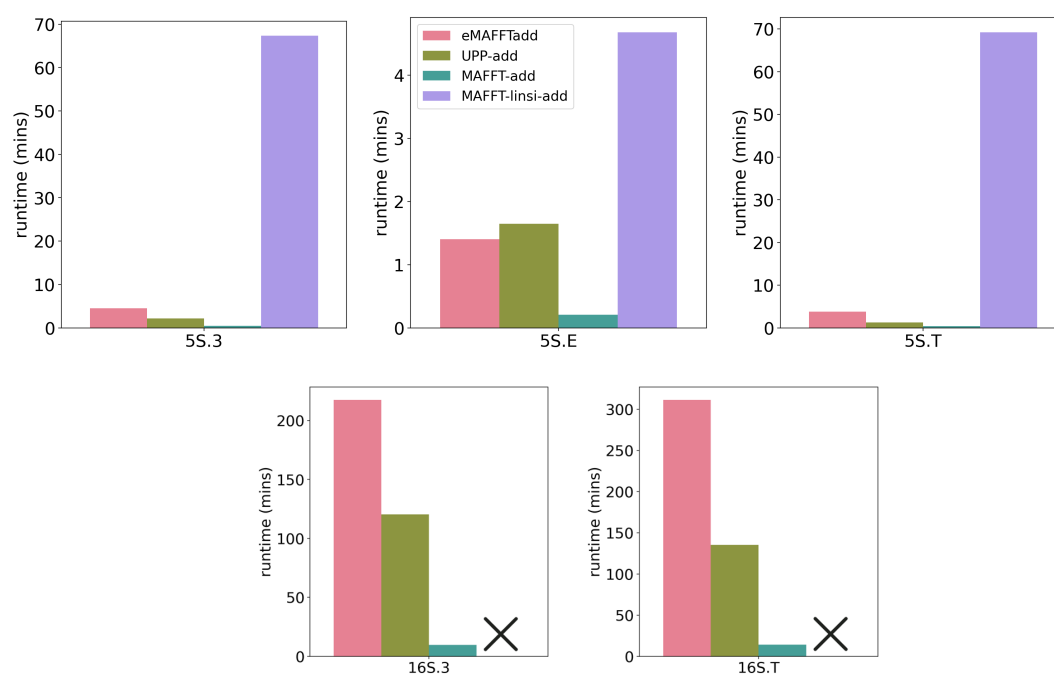 runtime (mins)
70
60
50
40
30
20
10
0
5S.3
runtime (mins)
4
3
2
1
0
eMAFFTadd
UPP-add
MAFFT-add
MAFFT-linsi-add
5S.E
runtime (mins)
70
60
50
40
30
20
10
0
5S.T
runtime (mins)
200
150
100
50
0
16S.3
runtime (mins)
300
250
200
150
100
50
0
16S.T